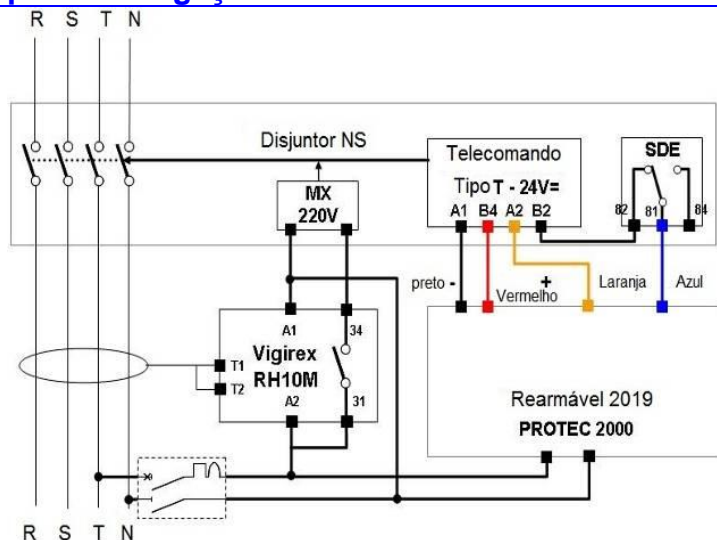 R S T N
Disjuntor NS
MX
220V
Telecomando
Tipo T - 24V=
A1 B4 A2 B2
SDE
82 81 84
preto -
Vermelho
+
Laranja
Azul
A1
34
Vigirex
RH10M
T1
T2
A2
31
Rearmável 2019
PROTEC 2000
R S T N